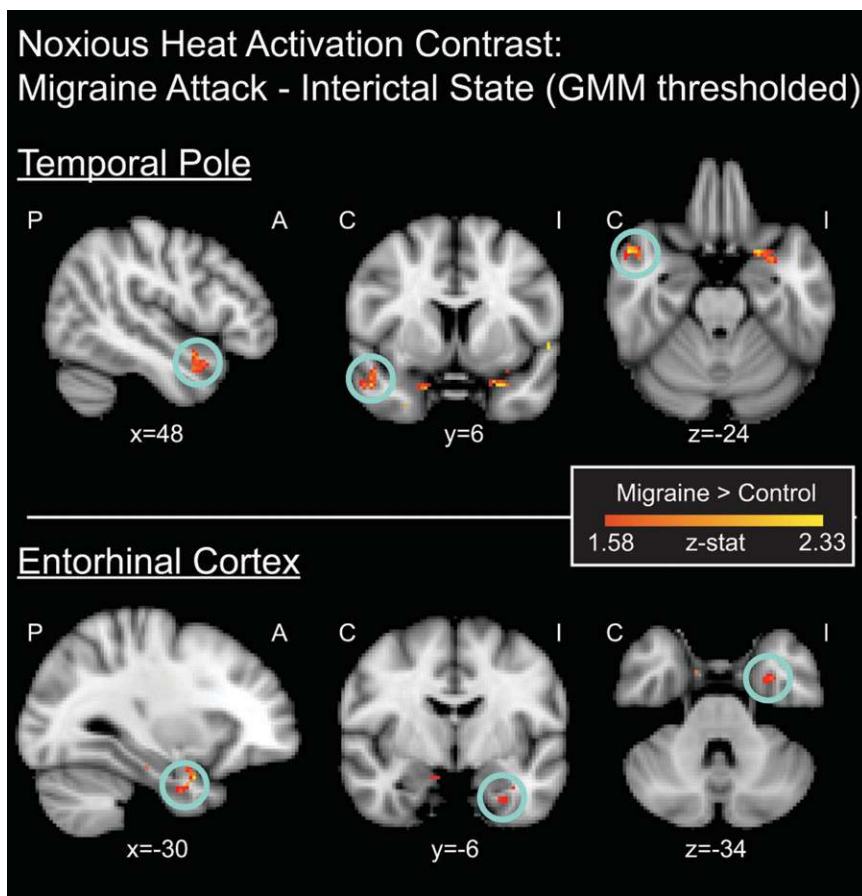 Noxious Heat Activation Contrast:
Migraine Attack - Interictal State (GMM thresholded)
Temporal Pole
P A C I C I
x=48 y=6 z=-24
Migraine > Control
1.58 z-stat 2.33
Entorhinal Cortex
P A C I C I
x=-30 y=-6 z=-34